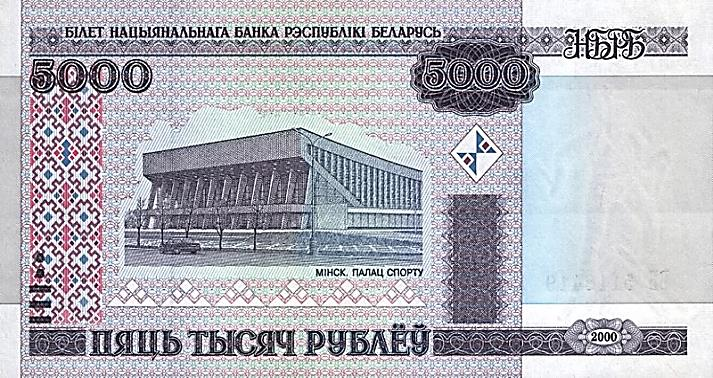 БІЛЕТ НАЦЫЯНАЛЬНАГА БАНКА РЭСПУБЛІКІ БЕЛАРУСЬ
НБРБ
5000
5000
МІНСК. ПАЛАЦ СПОРТУ
ПЯЦЬ ТЫСЯЧ РУБЛЁЎ
2000